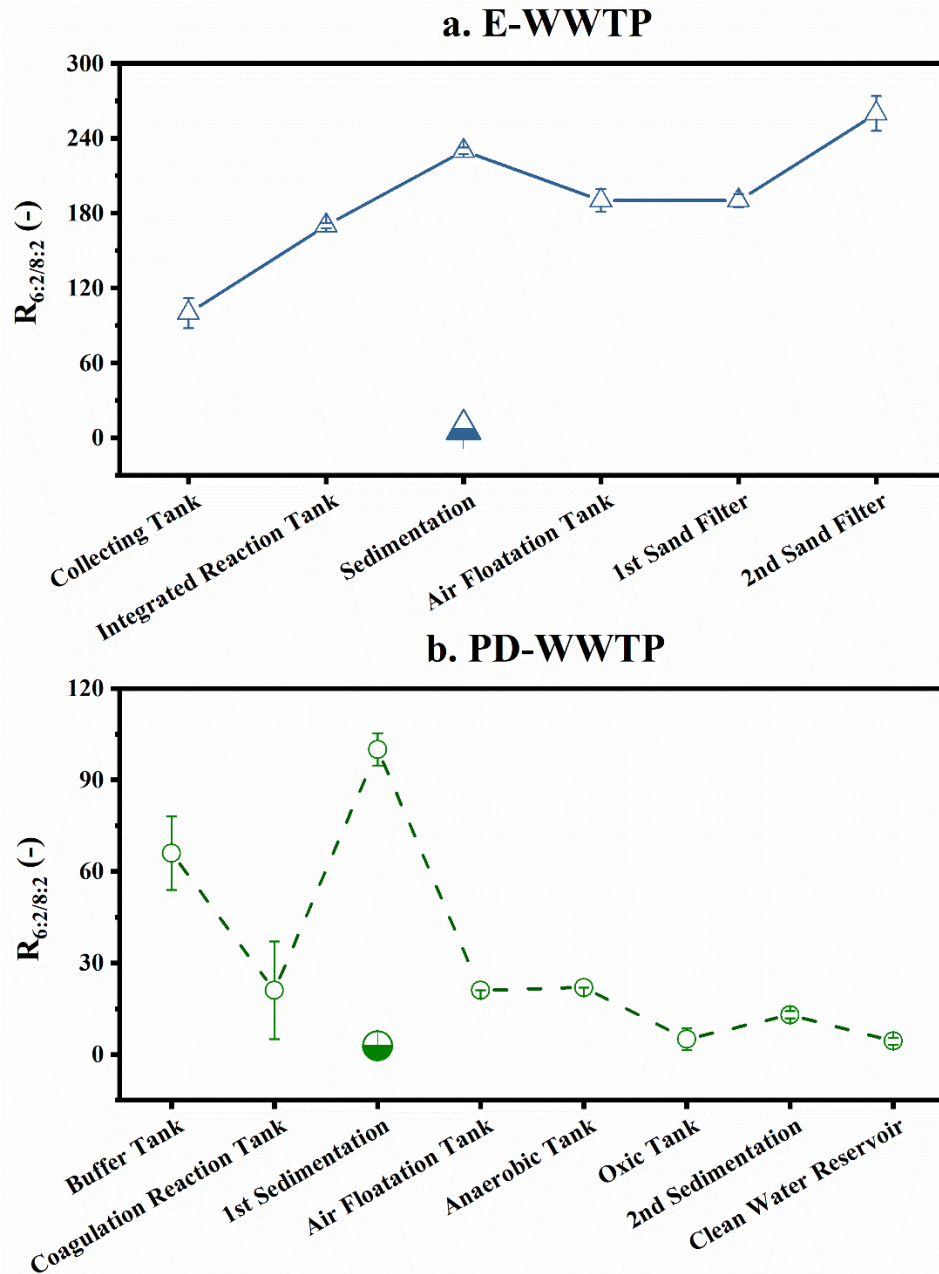 a. E-WWTP
300
240
180
120
60
0
R6:2/8:2 (-)
Collecting Tank
Integrated Reaction Tank
Sedimentation
Air Floatation Tank
1st Sand Filter
2nd Sand Filter
b. PD-WWTP
120
90
60
30
0
R6:2/8:2 (-)
Buffer Tank
Coagulation Reaction Tank
1st Sedimentation
Air Floatation Tank
Anaerobic Tank
Oxic Tank
2nd Sedimentation
Clean Water Reservoir